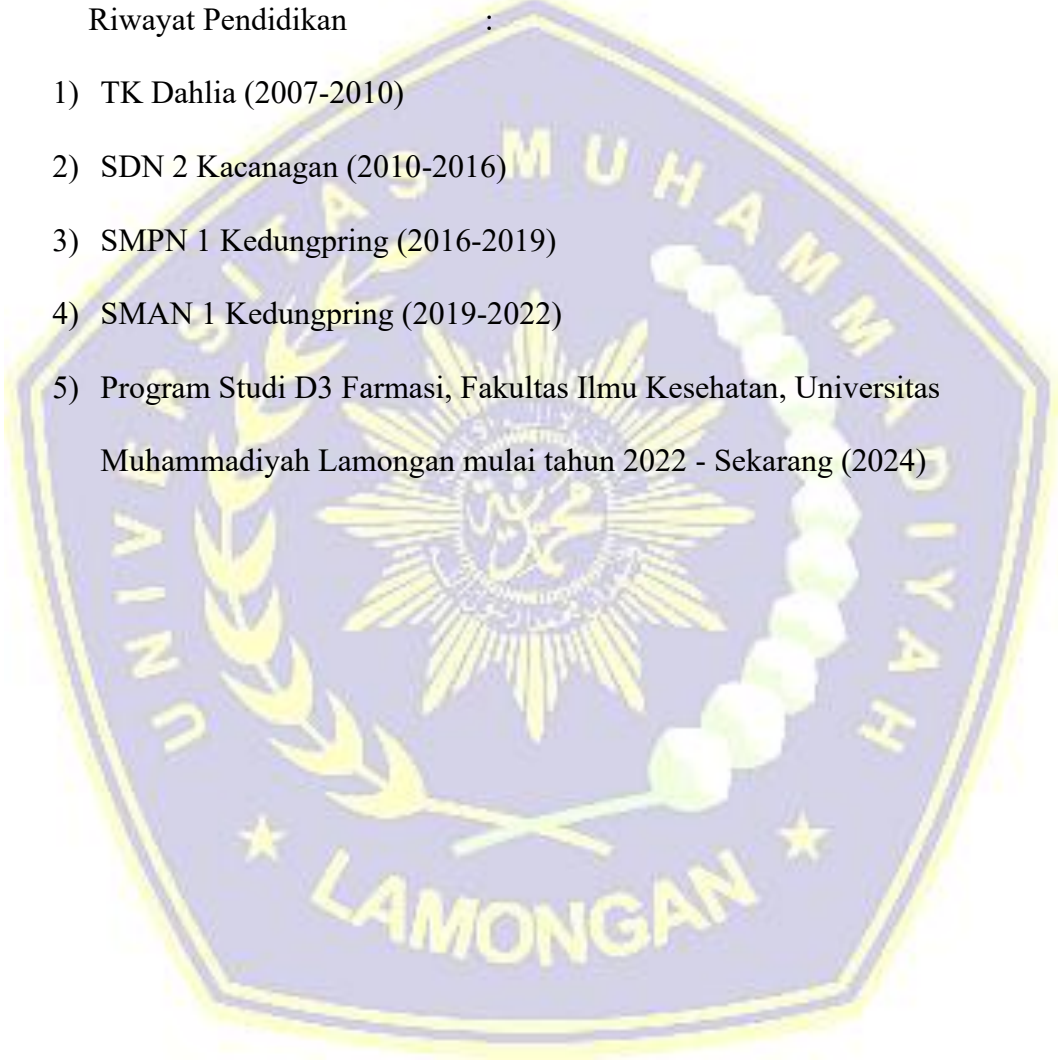 Riwayat Pendidikan :
1) TK Dahlia (2007-2010)
2) SDN 2 Kacanagan (2010-2016)
3) SMPN 1 Kedungpring (2016-2019)
4) SMAN 1 Kedungpring (2019-2022)
5) Program Studi D3 Farmasi, Fakultas Ilmu Kesehatan, Universitas
Muhammadiyah Lamongan mulai tahun 2022 - Sekarang (2024)
UNIVERSITAS MUHAMMADIYAH
LAMONGAN